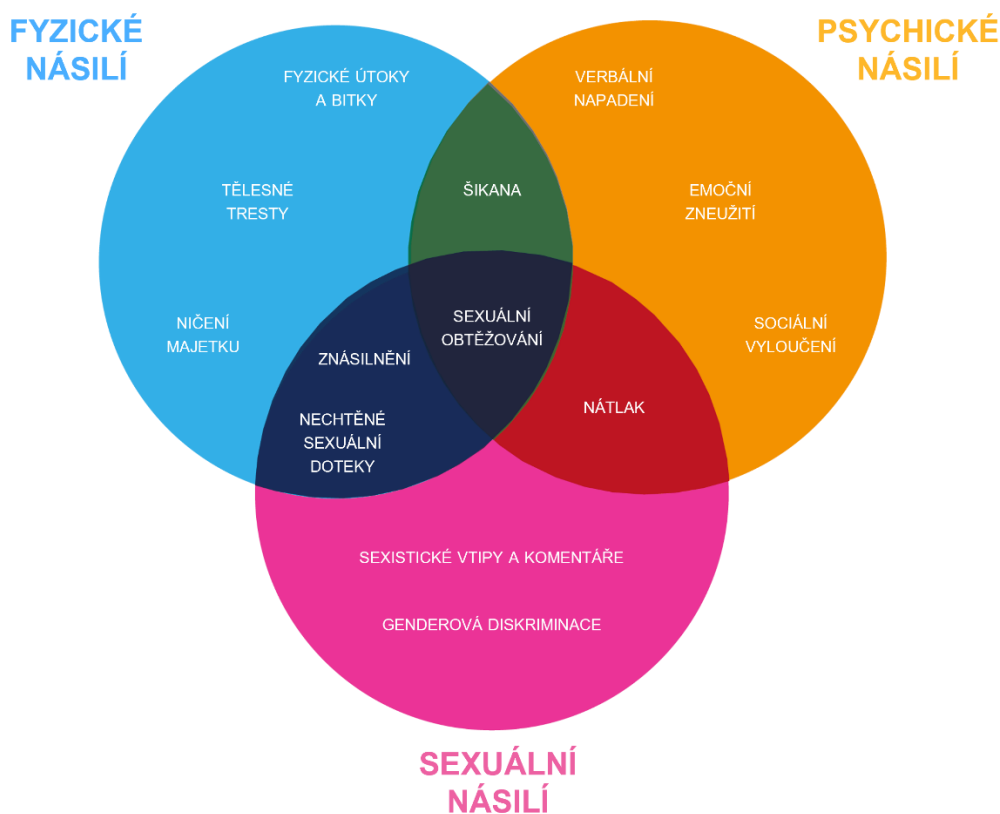 FYZICKÉ
NÁSILÍ
PSYCHICKÉ
NÁSILÍ
FYZICKÉ ÚTOKY
A BITKY
VERBÁLNÍ
NAPADENÍ
TĚLESNÉ
TRESTY
ŠIKANA
EMOČNÍ
ZNEUŽITÍ
NIČENÍ
MAJETKU
SEXUÁLNÍ
OBTĚŽOVÁNÍ
SOCIÁLNÍ
VYLOUČENÍ
ZNÁSILNĚNÍ
NECHTĚNÉ
SEXUÁLNÍ
DOTEKY
NÁTLAK
SEXISTICKÉ VTIPY A KOMENTÁŘE
GENDEROVÁ DISKRIMINACE
SEXUÁLNÍ
NÁSILÍ